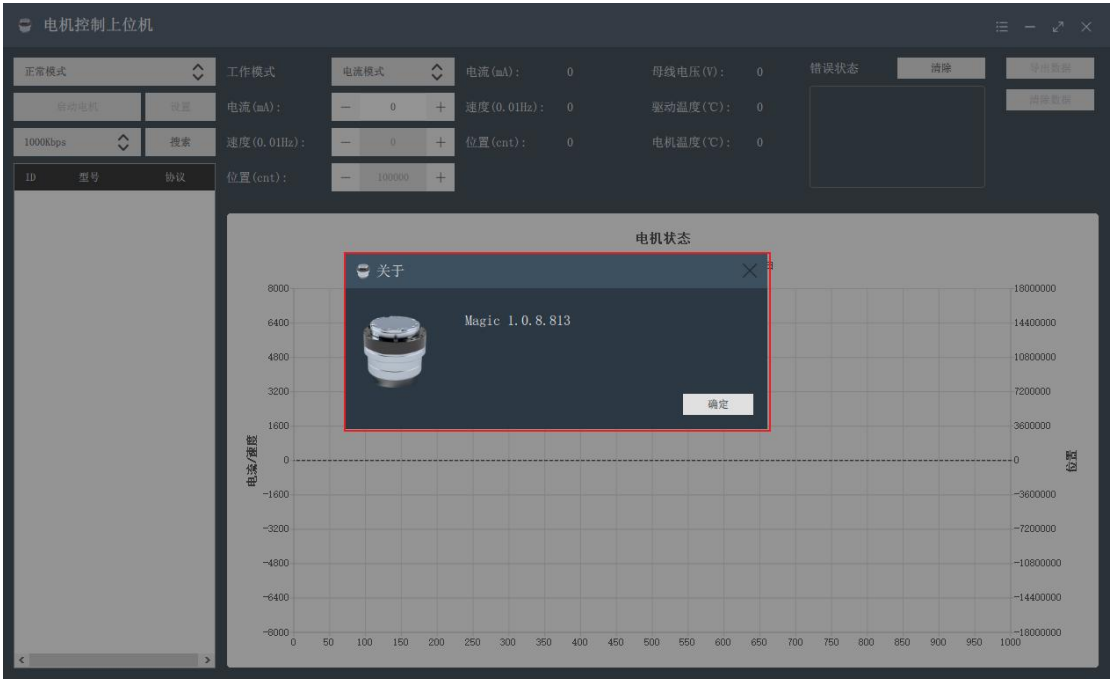 电机控制上位机
正常模式
工作模式
电流模式
电流(mA): 0
母线电压(V): 0
错误状态
清除
导出数据
启动电机
设置
电流(mA):
— 0 +
速度(0.01Hz): 0
驱动温度(℃): 0
清除数据
1000Kbps
搜索
速度(0.01Hz):
— 0 +
位置(cnt): 0
电机温度(℃): 0
ID 型号 协议
位置(cnt):
— 100000 +
电机状态
关于
Magic 1.0.8.813
确定
8000
6400
4800
3200
1600
0
-1600
-3200
-4800
-6400
-8000
电流/速度
18000000
14400000
10800000
7200000
3600000
0
-3600000
-7200000
-10800000
-14400000
-18000000
位置
0 50 100 150 200 250 300 350 400 450 500 550 600 650 700 750 800 850 900 950 1000